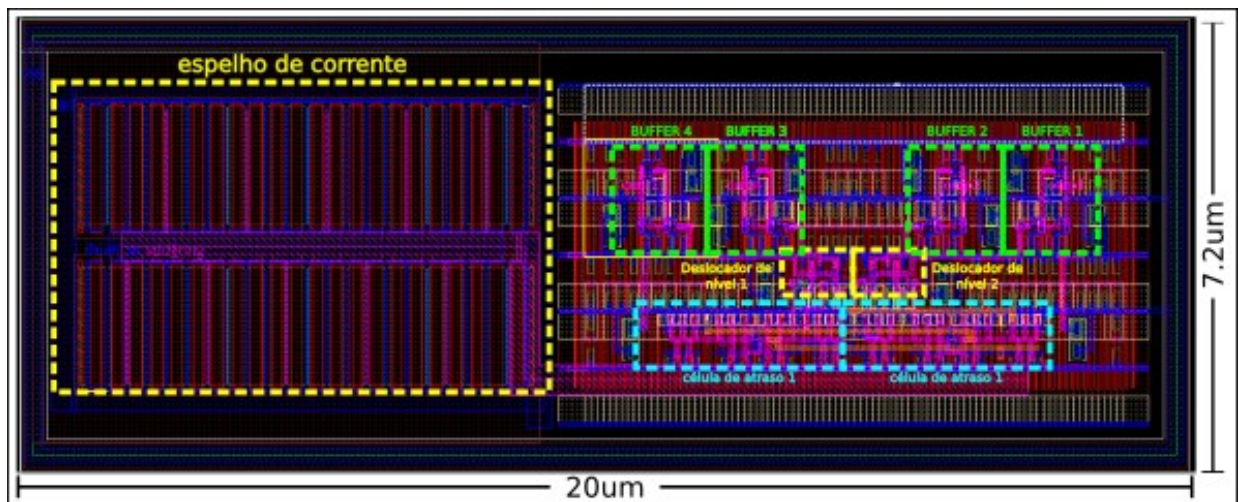 espelho de corrente
BUFFER 4
BUFFER 3
BUFFER 2
BUFFER 1
Deslocador de
nível 1
Deslocador de
nível 2
célula de atraso 1
célula de atraso 1
7.2um
20um